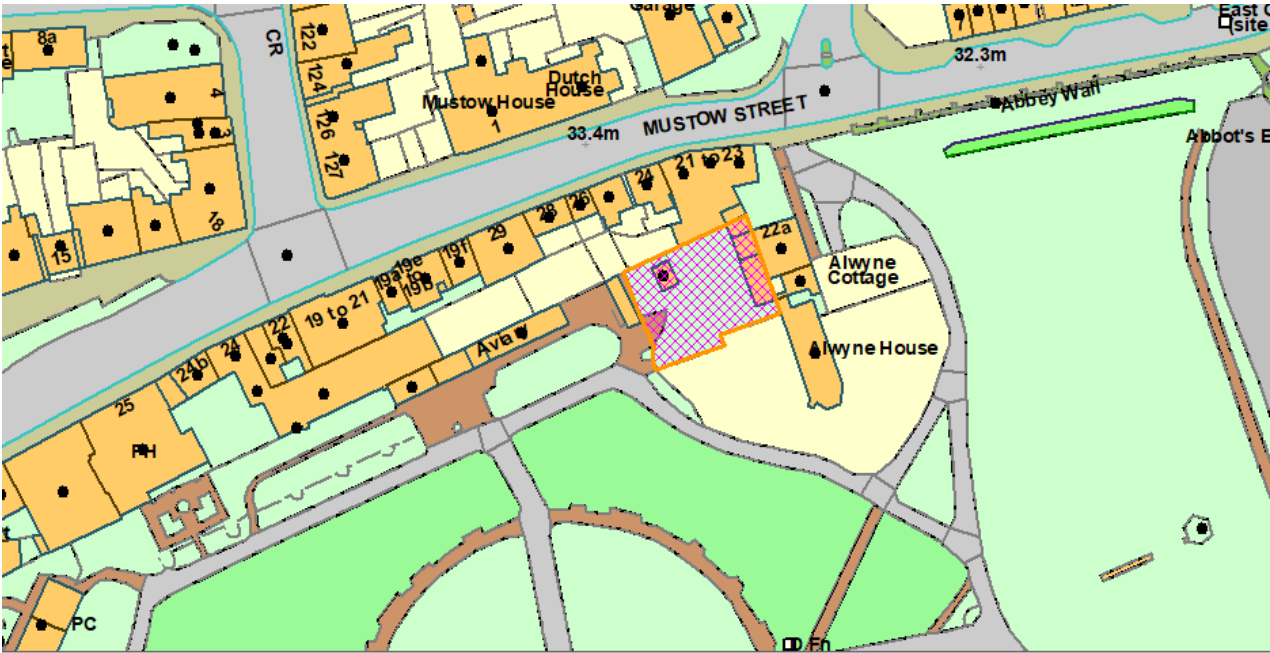 Garage
East
(site
8a
CR
122
124
126
127
4
3
18
15
Dutch
House
Mustow House
1
33.4m
MUSTOW STREET
32.3m
7
Abbey Wall
Abbot's
21 to 23
24
26
28
29
19f
19e
to
19b
19a
19 to 21
22
24
24b
25
22a
Alwyne
Cottage
Alwyne House
PH
PC
Fn